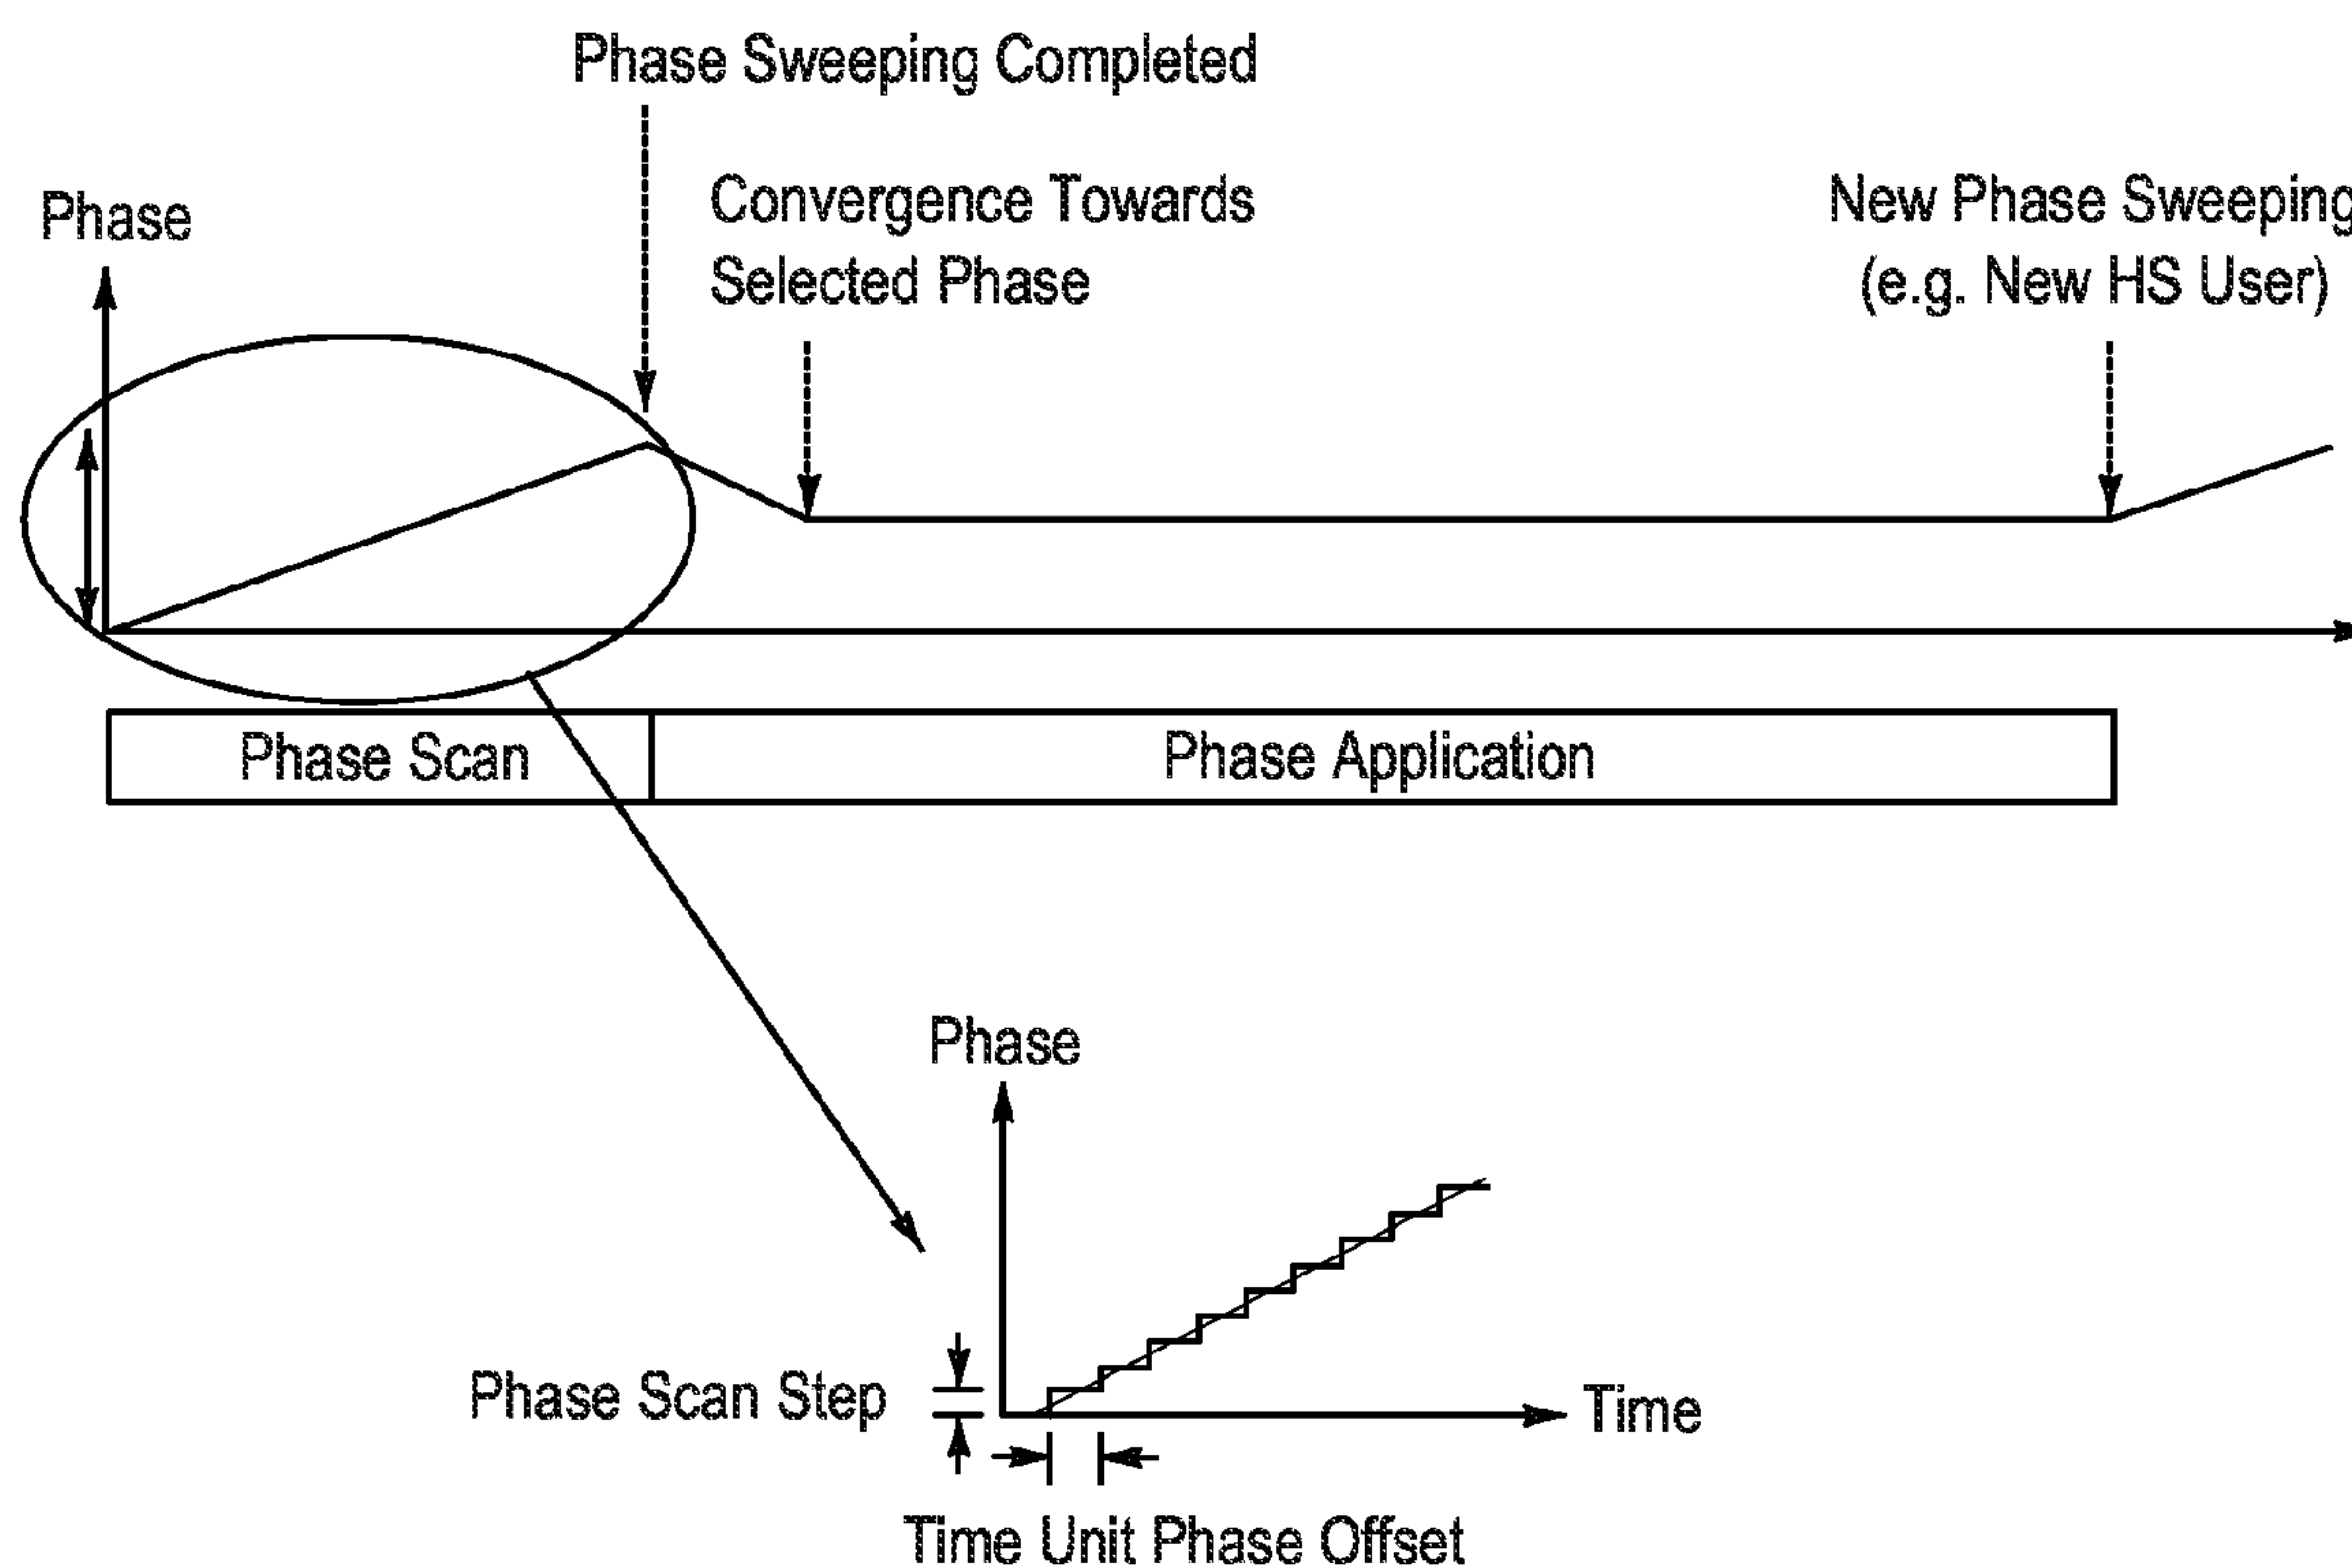 Phase Sweeping Completed
Convergence Towards
Selected Phase
New Phase Sweeping
(e.g. New HS User)
Phase
Phase Scan
Phase Application
Phase
Phase Scan Step
Time
Time Unit Phase Offset